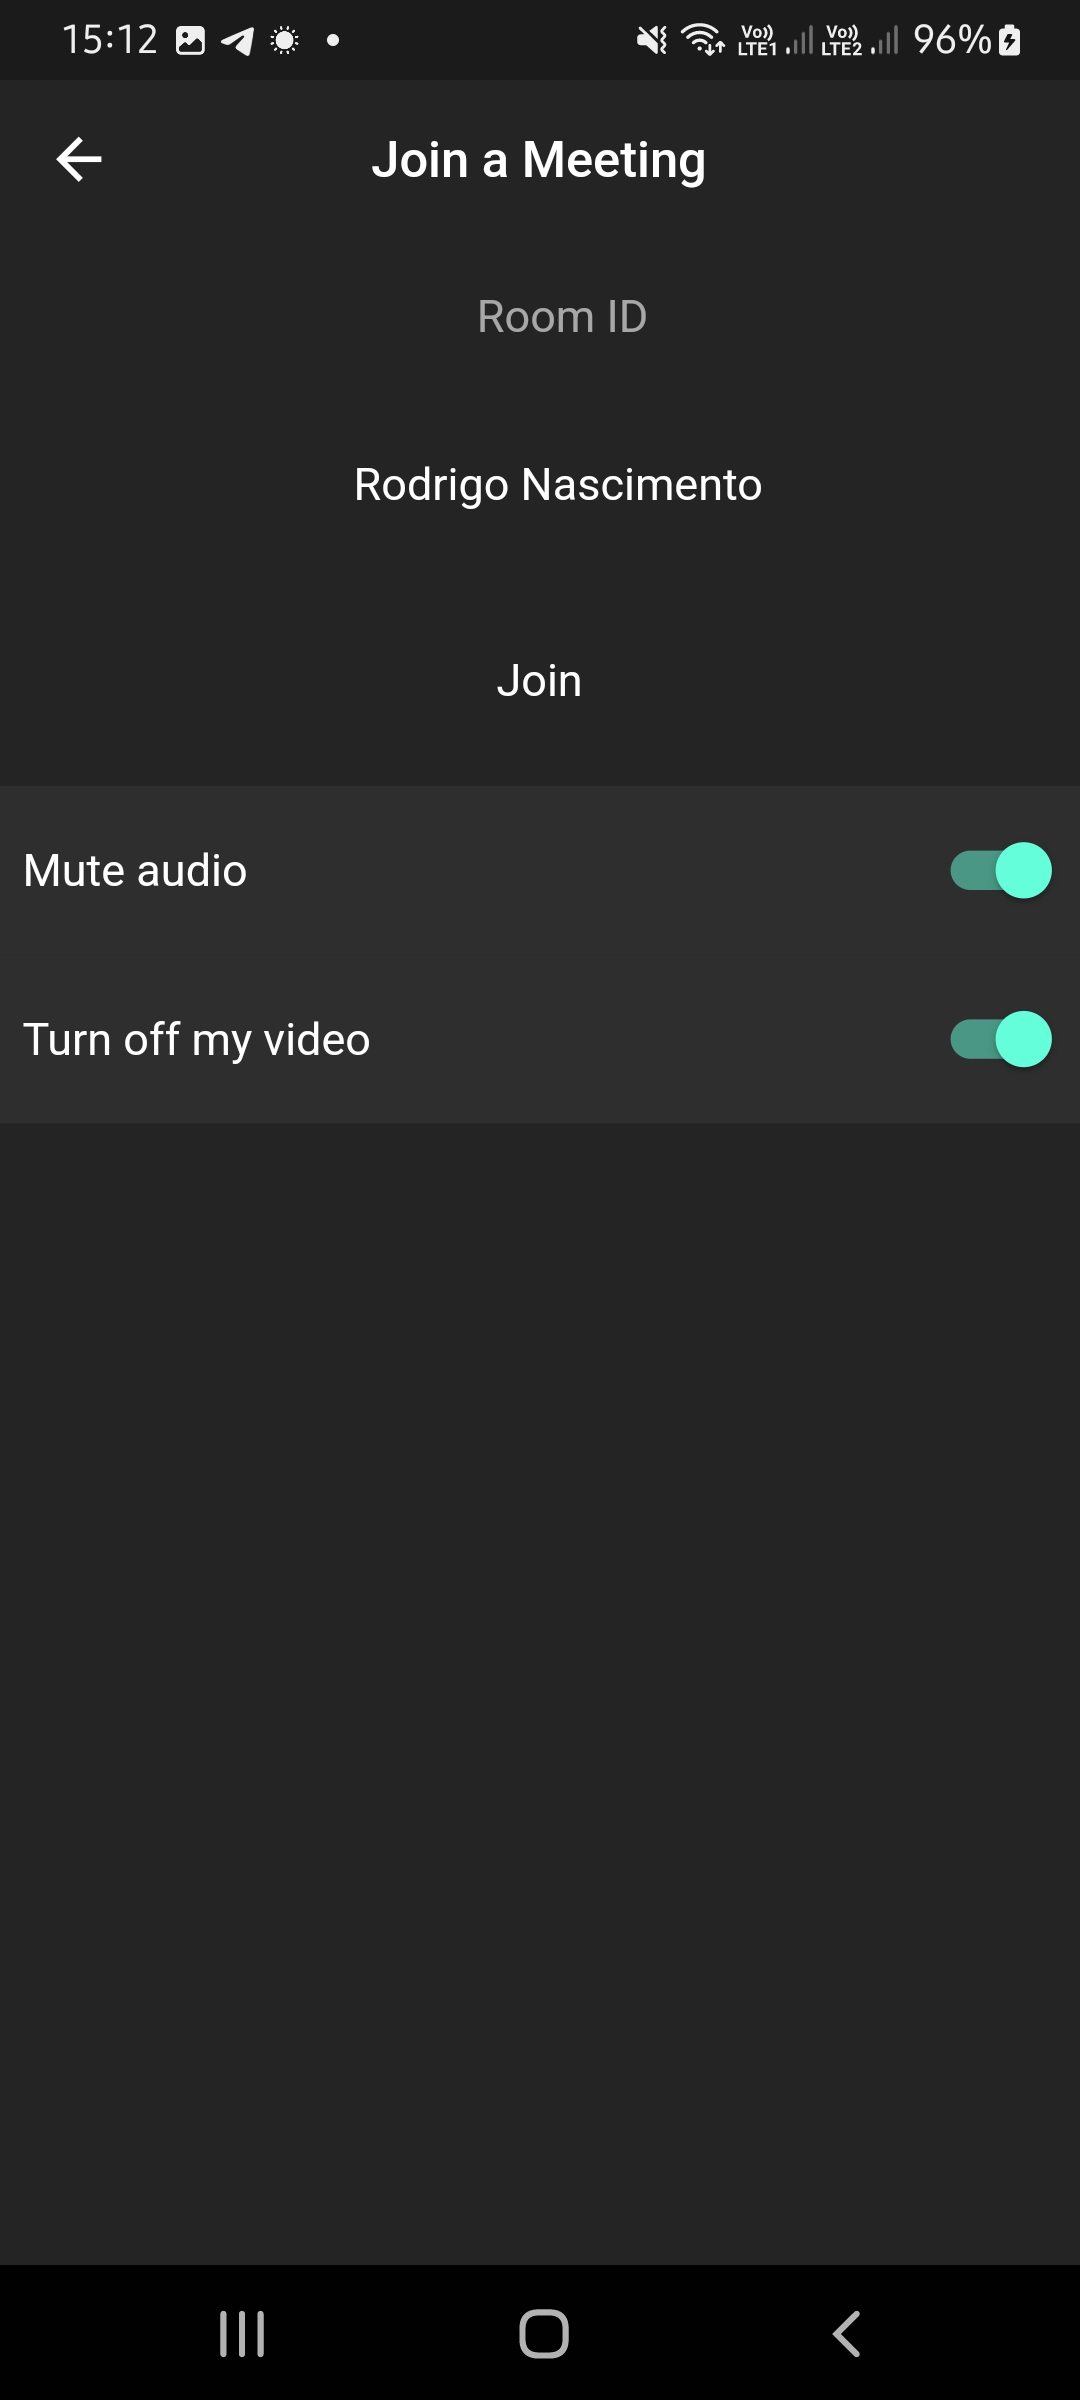 15:12 Vo)) LTE1 Vo)) LTE2 96%
Join a Meeting
Room ID
Rodrigo Nascimento
Join
Mute audio
Turn off my video